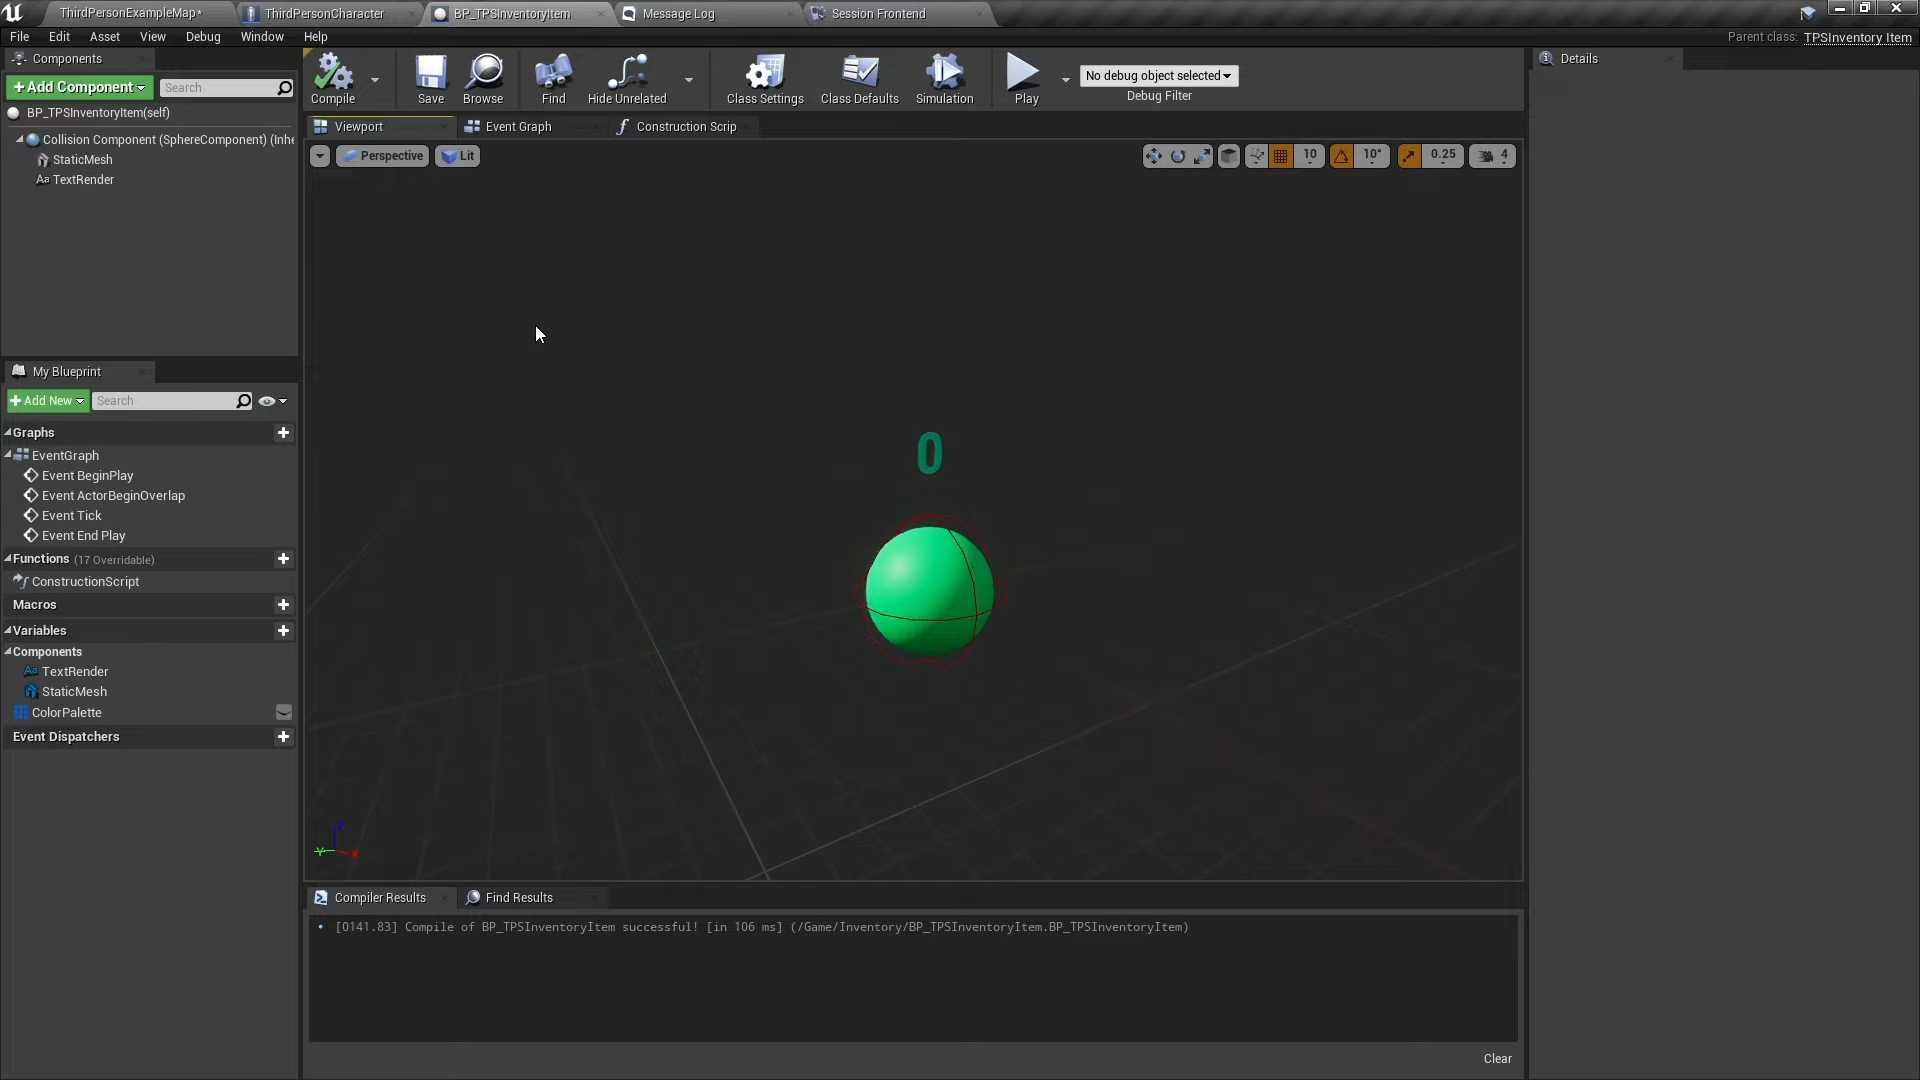 ThirdPersonExampleMap*
ThirdPersonCharacter
BP_TPSInventoryItem
Message Log
Session Frontend
File Edit Asset View Debug Window Help
Parent class: TPSInventory Item
Components
+Add Component
Search
BP_TPSInventoryItem(self)
Collision Component (SphereComponent) (Inhe
StaticMesh
Aa TextRender
Compile
Save
Browse
Find
Hide Unrelated
Class Settings
Class Defaults
Simulation
Play
No debug object selected
Debug Filter
Details
Viewport
Event Graph
Construction Scrip
Perspective
Lit
10
10°
0.25
4
0
Z
Y
X
My Blueprint
+Add New
Search
Graphs
EventGraph
Event BeginPlay
Event ActorBeginOverlap
Event Tick
Event End Play
Functions (17 Overridable)
ConstructionScript
Macros
Variables
Components
Aa TextRender
StaticMesh
ColorPalette
Event Dispatchers
Compiler Results
Find Results
• [0141.83] Compile of BP_TPSInventoryItem successful! [in 106 ms] (/Game/Inventory/BP_TPSInventoryItem.BP_TPSInventoryItem)
Clear